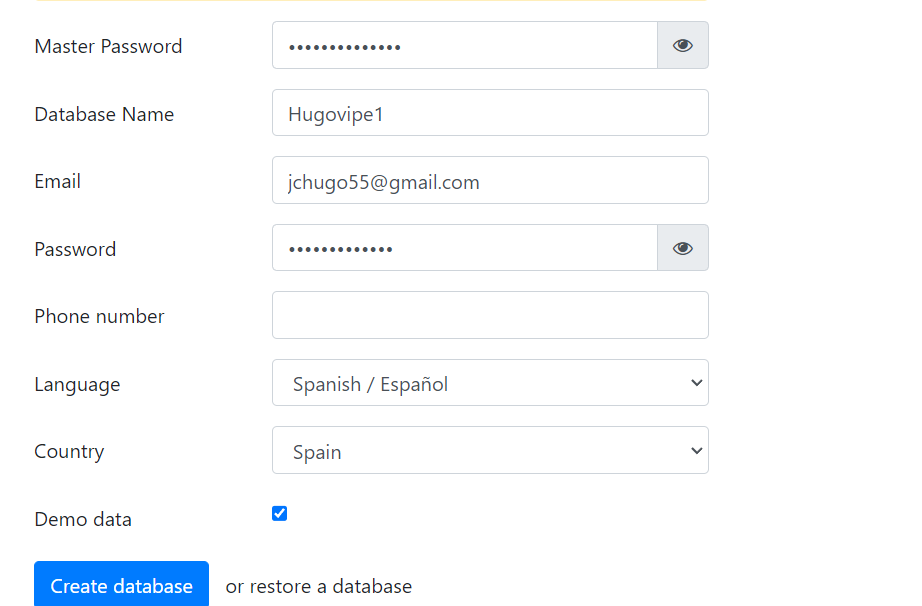 Master Password ••••••••••••••
Database Name Hugovipe1
Email jchugo55@gmail.com
Password •••••••••••••
Phone number
Language Spanish / Español
Country Spain
Demo data
Create database or restore a database